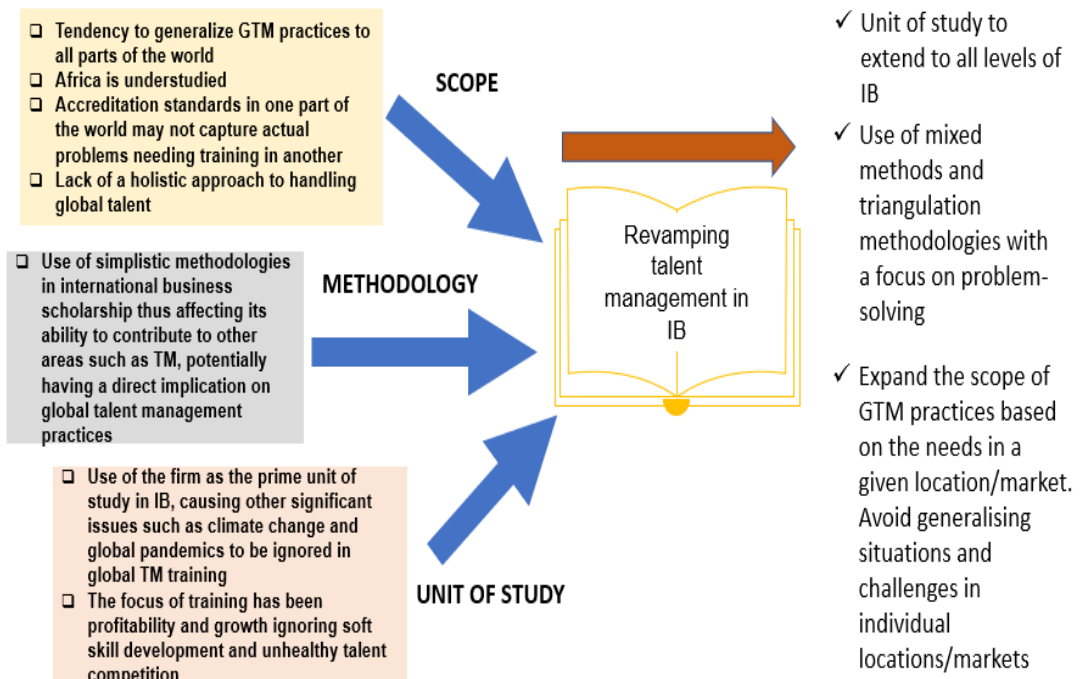 ☐ Tendency to generalize GTM practices to
all parts of the world
☐ Africa is understudied
☐ Accreditation standards in one part of
the world may not capture actual
problems needing training in another
☐ Lack of a holistic approach to handling
global talent
SCOPE
☐ Use of simplistic methodologies
in international business
scholarship thus affecting its
ability to contribute to other
areas such as TM, potentially
having a direct implication on
global talent management
practices
METHODOLOGY
☐ Use of the firm as the prime unit of
study in IB, causing other significant
issues such as climate change and
global pandemics to be ignored in
global TM training
☐ The focus of training has been
profitability and growth ignoring soft
skill development and unhealthy talent
competition
UNIT OF STUDY
Revamping
talent
management in
IB
✓ Unit of study to
extend to all levels of
IB
✓ Use of mixed
methods and
triangulation
methodologies with
a focus on problem-
solving
✓ Expand the scope of
GTM practices based
on the needs in a
given location/market.
Avoid generalising
situations and
challenges in
individual
locations/markets